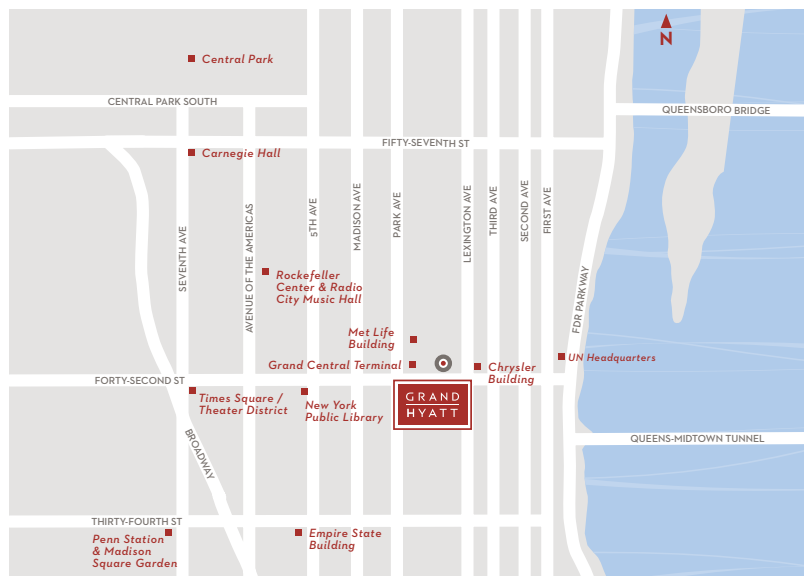 N
Central Park
CENTRAL PARK SOUTH
QUEENSBORO BRIDGE
FIFTY-SEVENTH ST
Carnegie Hall
SEVENTH AVE
AVENUE OF THE AMERICAS
5TH AVE
MADISON AVE
PARK AVE
LEXINGTON AVE
THIRD AVE
SECOND AVE
FIRST AVE
FDR PARKWAY
Rockefeller
Center & Radio
City Music Hall
Met Life
Building
Grand Central Terminal
Chrysler
Building
UN Headquarters
FORTY-SECOND ST
Times Square /
Theater District
New York
Public Library
GRAND
HYATT
BROADWAY
QUEENS-MIDTOWN TUNNEL
THIRTY-FOURTH ST
Penn Station
& Madison
Square Garden
Empire State
Building